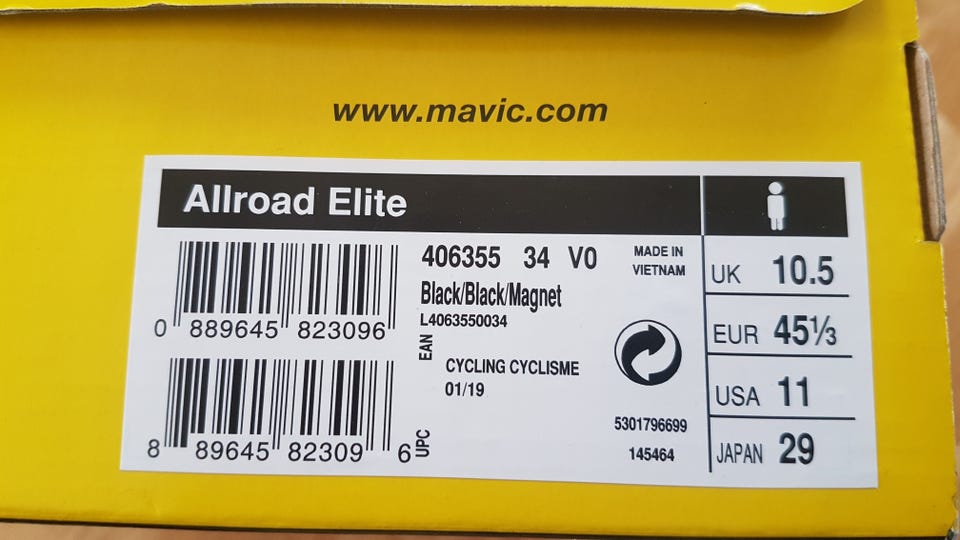 www.mavic.com
Allroad Elite
406355 34 V0
Black/Black/Magnet
L4063550034
MADE IN
VIETNAM
0 889645 823096
EAN
CYCLING CYCLISME
01/19
8 89645 82309 6
UPC
5301796699
145464
UK 10.5
EUR 45⅓
USA 11
JAPAN 29